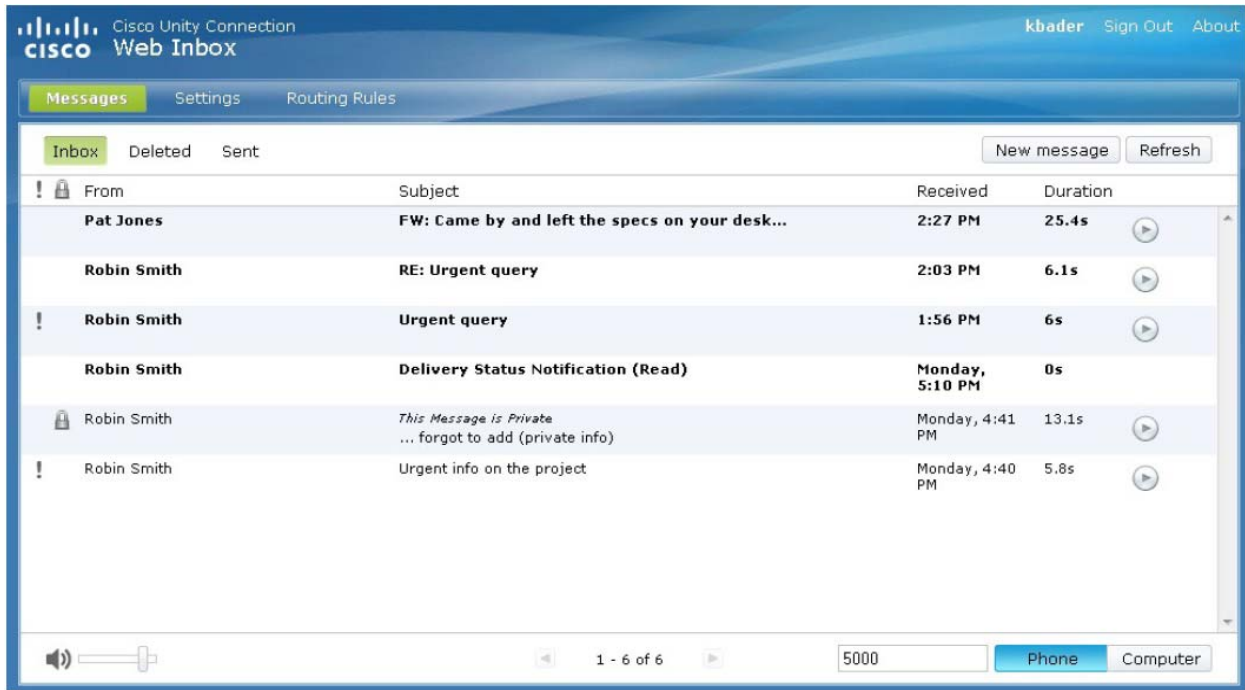 Cisco Unity Connection
CISCO Web Inbox
kbader Sign Out About
Messages Settings Routing Rules
Inbox Deleted Sent New message Refresh
! From Subject Received Duration
Pat Jones FW: Came by and left the specs on your desk... 2:27 PM 25.4s
Robin Smith RE: Urgent query 2:03 PM 6.1s
! Robin Smith Urgent query 1:56 PM 6s
Robin Smith Delivery Status Notification (Read) Monday, 0s
5:10 PM
Robin Smith This Message is Private Monday, 4:41 13.1s
... forgot to add (private info) PM
! Robin Smith Urgent info on the project Monday, 4:40 5.8s
PM
1 - 6 of 6 5000 Phone Computer